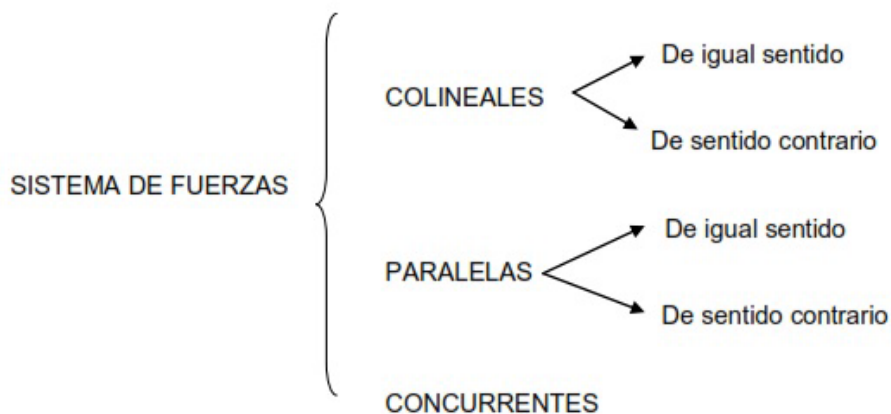 De igual sentido
COLINEALES
De sentido contrario
SISTEMA DE FUERZAS
De igual sentido
PARALELAS
De sentido contrario
CONCURRENTES